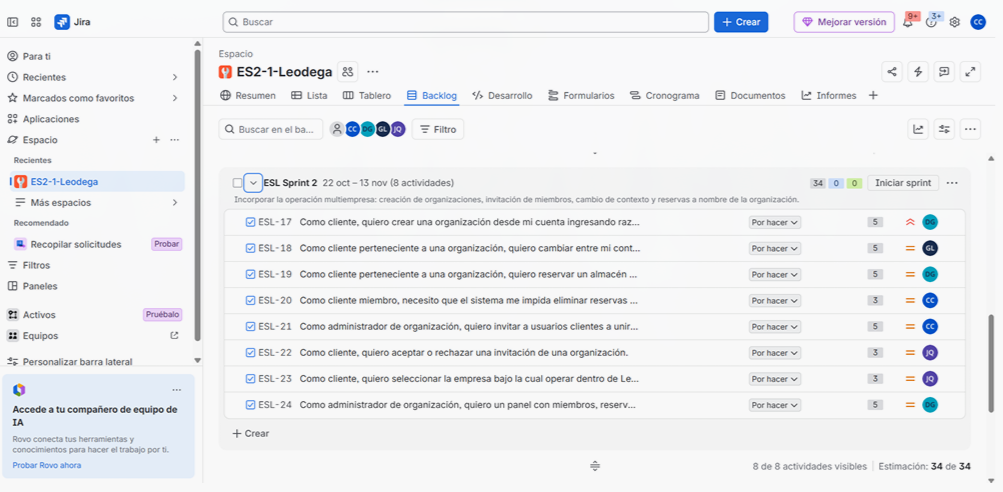 Jira
Buscar
+ Crear
Mejorar versión
9+
3+
CC
Para ti
Recientes
Marcados como favoritos
Aplicaciones
Espacio
Recientes
ES2-1-Leodega
Más espacios
Recomendado
Recopilar solicitudes
Probar
Filtros
Paneles
Activos
Pruébalo
Equipos
Personalizar barra lateral
Accede a tu compañero de equipo de
IA
Rovo conecta tus herramientas y
conocimientos para hacer el trabajo por ti.
Probar Rovo ahora
Espacio
ES2-1-Leodega
Resumen Lista Tablero Backlog Desarrollo Formularios Cronograma Documentos Informes
Buscar en el ba...
CC DG GL JQ
Filtro
ESL Sprint 2 22 oct – 13 nov (8 actividades) 34 0 0 Iniciar sprint
Incorporar la operación multiempresa: creación de organizaciones, invitación de miembros, cambio de contexto y reservas a nombre de la organización.
ESL-17 Como cliente, quiero crear una organización desde mi cuenta ingresando raz... Por hacer 5 DG
ESL-18 Como cliente perteneciente a una organización, quiero cambiar entre mi cont... Por hacer 5 GL
ESL-19 Como cliente perteneciente a una organización, quiero reservar un almacén ... Por hacer 5 DG
ESL-20 Como cliente miembro, necesito que el sistema me impida eliminar reservas ... Por hacer 3 CC
ESL-21 Como administrador de organización, quiero invitar a usuarios clientes a unir... Por hacer 5 CC
ESL-22 Como cliente, quiero aceptar o rechazar una invitación de una organización. Por hacer 3 JQ
ESL-23 Como cliente, quiero seleccionar la empresa bajo la cual operar dentro de Le... Por hacer 3 JQ
ESL-24 Como administrador de organización, quiero un panel con miembros, reserv... Por hacer 5 DG
+ Crear
8 de 8 actividades visibles Estimación: 34 de 34